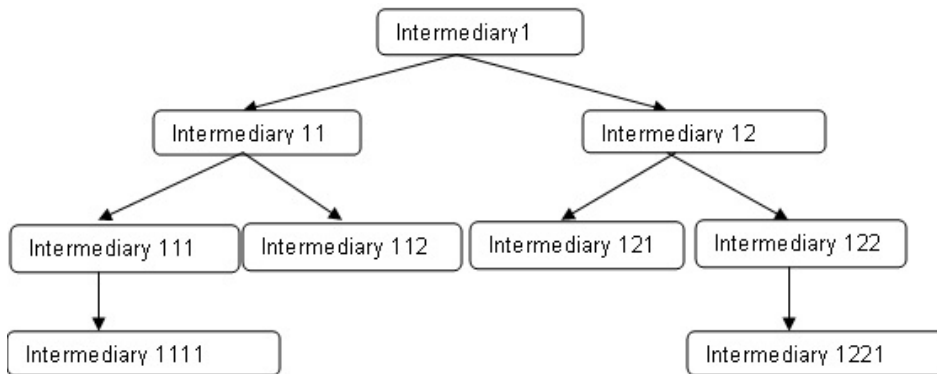 Intermediary1
Intermediary 11
Intermediary 12
Intermediary 111
Intermediary 112
Intermediary 121
Intermediary 122
Intermediary 1111
Intermediary 1221